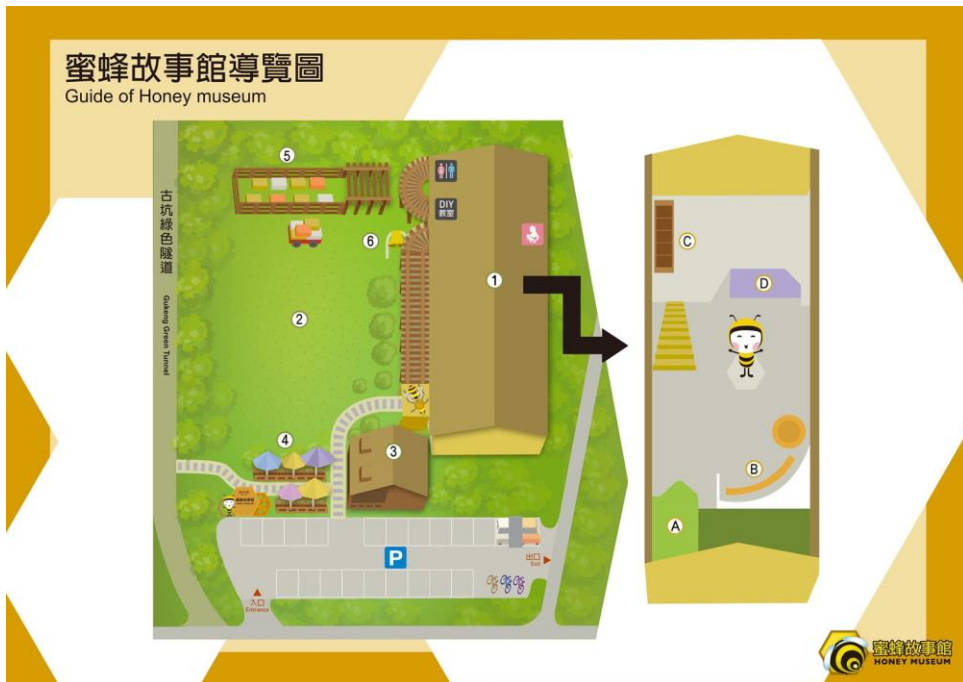 蜜蜂故事館導覽圖
Guide of Honey museum
5
古坑綠色隧道
Gukeng Green Tunnel
DIY
教室
6
1
2
4
3
P
出口
Exit
入口
Entrance
C
D
B
A
蜜蜂故事館
HONEY MUSEUM